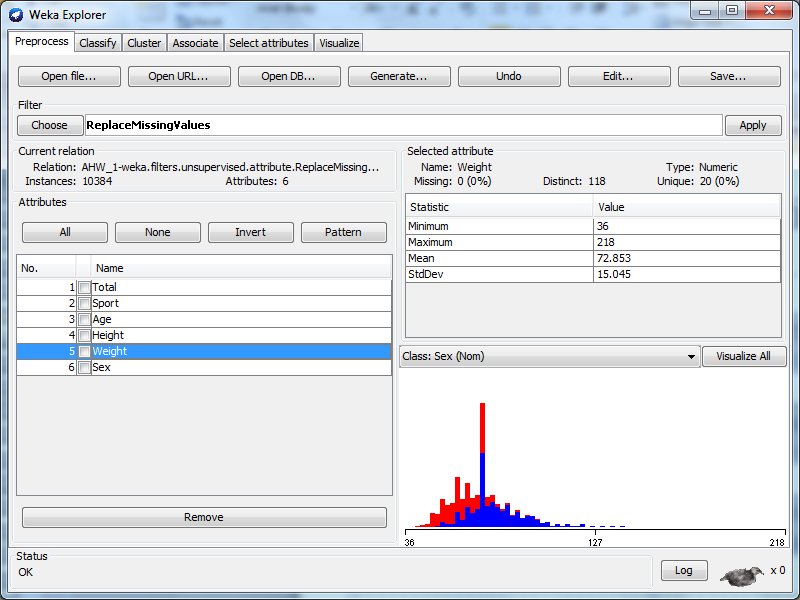 Weka Explorer
Preprocess Classify Cluster Associate Select attributes Visualize
Open file... Open URL... Open DB... Generate... Undo Edit... Save...
Filter
Choose ReplaceMissingValues Apply
Current relation
Relation: AHW_1-weka.filters.unsupervised.attribute.ReplaceMissing...
Instances: 10384 Attributes: 6
Selected attribute
Name: Weight Type: Numeric
Missing: 0 (0%) Distinct: 118 Unique: 20 (0%)
Attributes
All None Invert Pattern
No. Name
1 Total
2 Sport
3 Age
4 Height
5 Weight
6 Sex
Remove
Statistic Value
Minimum 36
Maximum 218
Mean 72.853
StdDev 15.045
Class: Sex (Nom) Visualize All
36 127 218
Status
OK
Log x 0